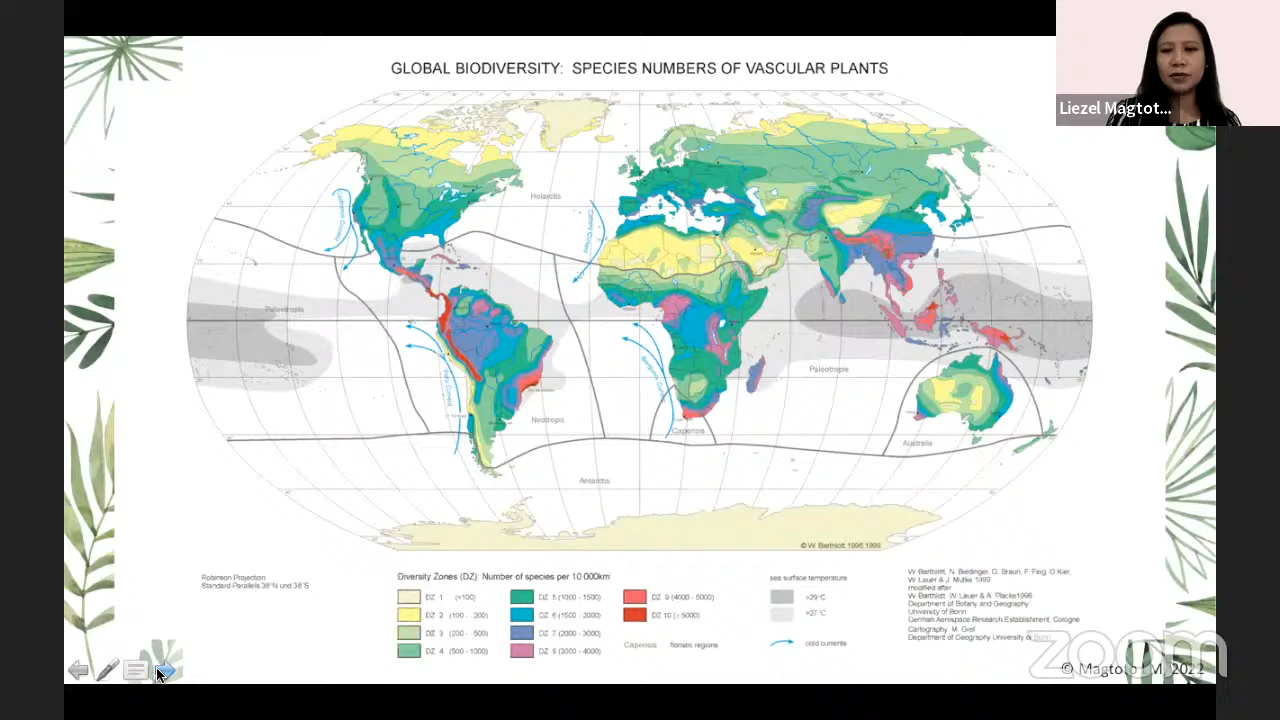 Liezel Magtot...
GLOBAL BIODIVERSITY: SPECIES NUMBERS OF VASCULAR PLANTS
Holarctis
Paleotropis
Paleotropis
Neotropis
Capensis
Australis
Antarctis
© W. Barthlott 1996, 1999
Robinson Projection
Standard Parallels 38°N und 38°S
Diversity Zones (DZ): Number of species per 10 000km²
DZ 1 (<100)
DZ 2 (100 - 200)
DZ 3 (200 - 500)
DZ 4 (500 - 1000)
DZ 5 (1000 - 1500)
DZ 6 (1500 - 2000)
DZ 7 (2000 - 3000)
DZ 8 (3000 - 4000)
DZ 9 (4000 - 5000)
DZ 10 (> 5000)
Capensis floristic regions
sea surface temperature
>29°C
>27°C
cold currents
W. Barthlott, N. Biedinger, G. Braun, F. Feig, G. Kier,
W. Lauer & J. Mutke 1999
modified after
W. Barthlott, W. Lauer & A. Placke 1996
Department of Botany and Geography
University of Bonn
German Aerospace Research Establishment, Cologne
Cartography: M. Gref
Department of Geography University of Bonn
zoom
© Magtoto LM, 2022